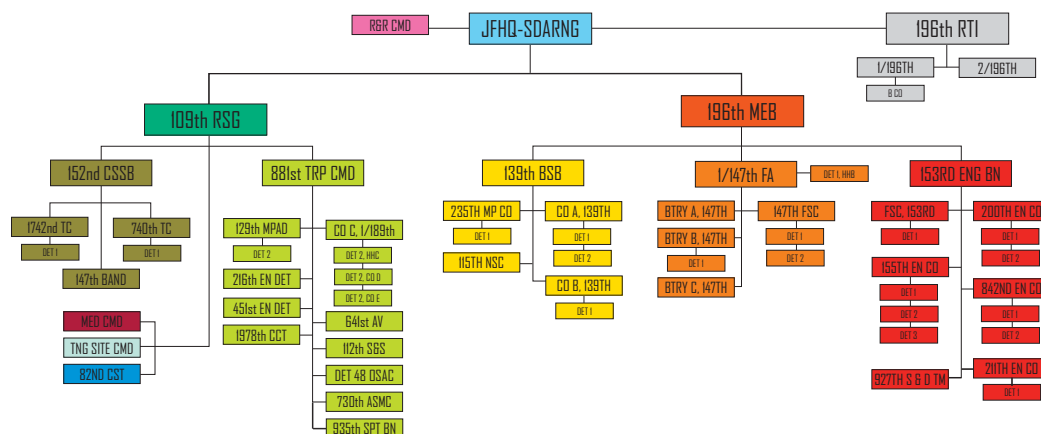 R&R CMD
JFHQ-SDARNG
196th RTI
1/196TH
2/196TH
B CO
109th RSG
196th MEB
152nd CSSB
1742nd TC
DET 1
740th TC
DET 1
147th BAND
MED CMD
TNG SITE CMD
82ND CST
881st TRP CMD
129th MPAD
DET 2
216th EN DET
451st EN DET
1978th CCT
CO C, 1/189th
DET 2, HHC
DET 2, CO D
DET 2, CO E
641st AV
112th S&S
DET 48 OSAC
730th ASMC
935th SPT BN
139th BSB
235TH MP CO
DET 1
115TH NSC
CO A, 139TH
DET 1
DET 2
CO B, 139TH
DET 1
1/147th FA
DET 1, HHB
BTRY A, 147TH
BTRY B, 147TH
DET 1
BTRY C, 147TH
147TH FSC
DET 1
DET 2
153RD ENG BN
FSC, 153RD
DET 1
155TH EN CO
DET 1
DET 2
DET 3
927TH S & D TM
200TH EN CO
DET 1
DET 2
842ND EN CO
DET 1
DET 2
211TH EN CO
DET 1